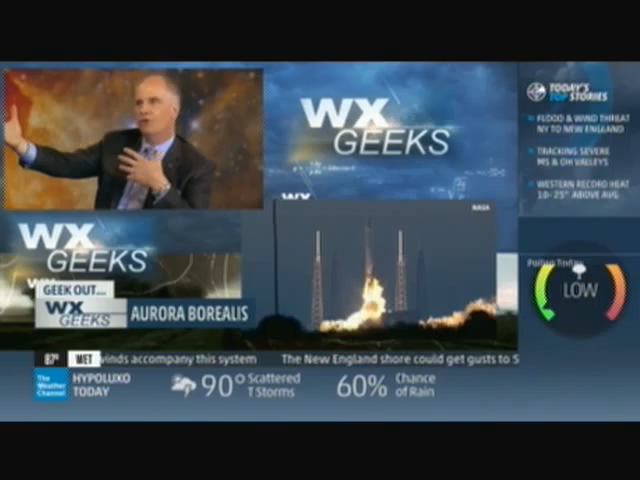 WX
GEEKS
NASA
TODAY'S
TOP STORIES
FLOOD & WIND THREAT
NY TO NEW ENGLAND
TRACKING SEVERE
MS & OH VALLEYS
WESTERN RECORD HEAT
10-25° ABOVE AVG
WX
WX
GEEKS
GEEK OUT...
WX
GEEKS
AURORA BOREALIS
Pollen Today
LOW
87°
WET
winds accompany this system
The New England shore could get gusts to 5
The
Weather
Channel
HYPOLUXO
TODAY
90°
Scattered
T Storms
60%
Chance
of Rain